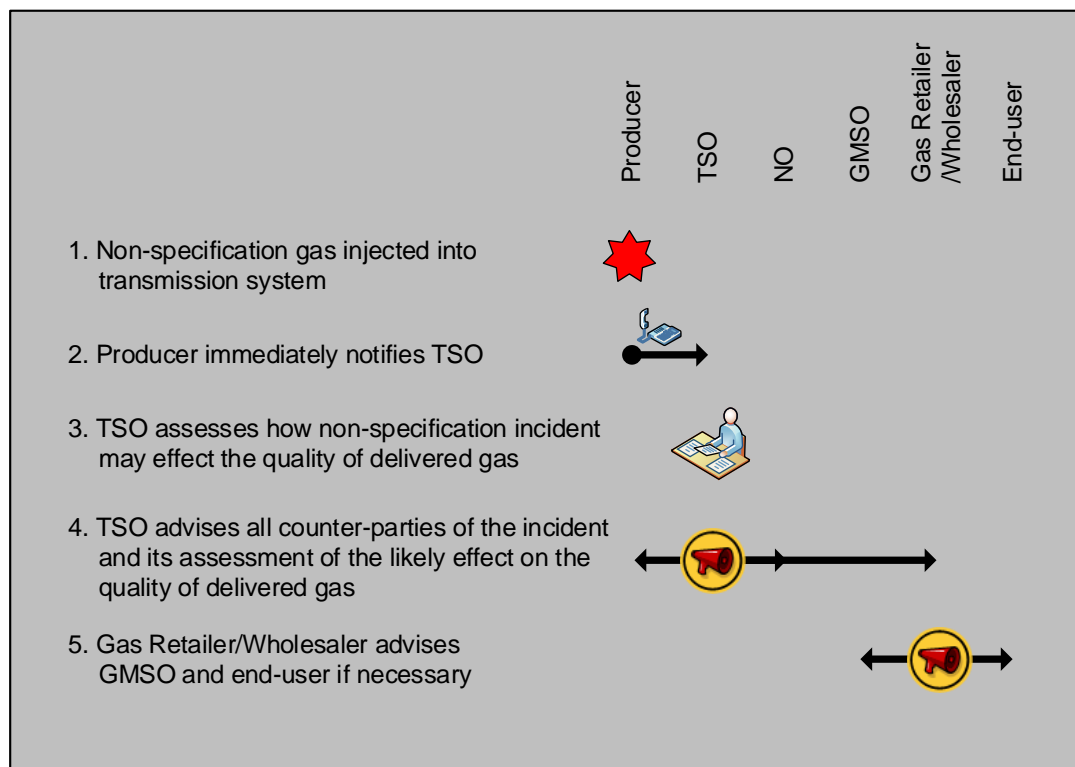 Producer
TSO
NO
GMSO
Gas Retailer
/Wholesaler
End-user
1. Non-specification gas injected into
transmission system
2. Producer immediately notifies TSO
3. TSO assesses how non-specification incident
may effect the quality of delivered gas
4. TSO advises all counter-parties of the incident
and its assessment of the likely effect on the
quality of delivered gas
5. Gas Retailer/Wholesaler advises
GMSO and end-user if necessary